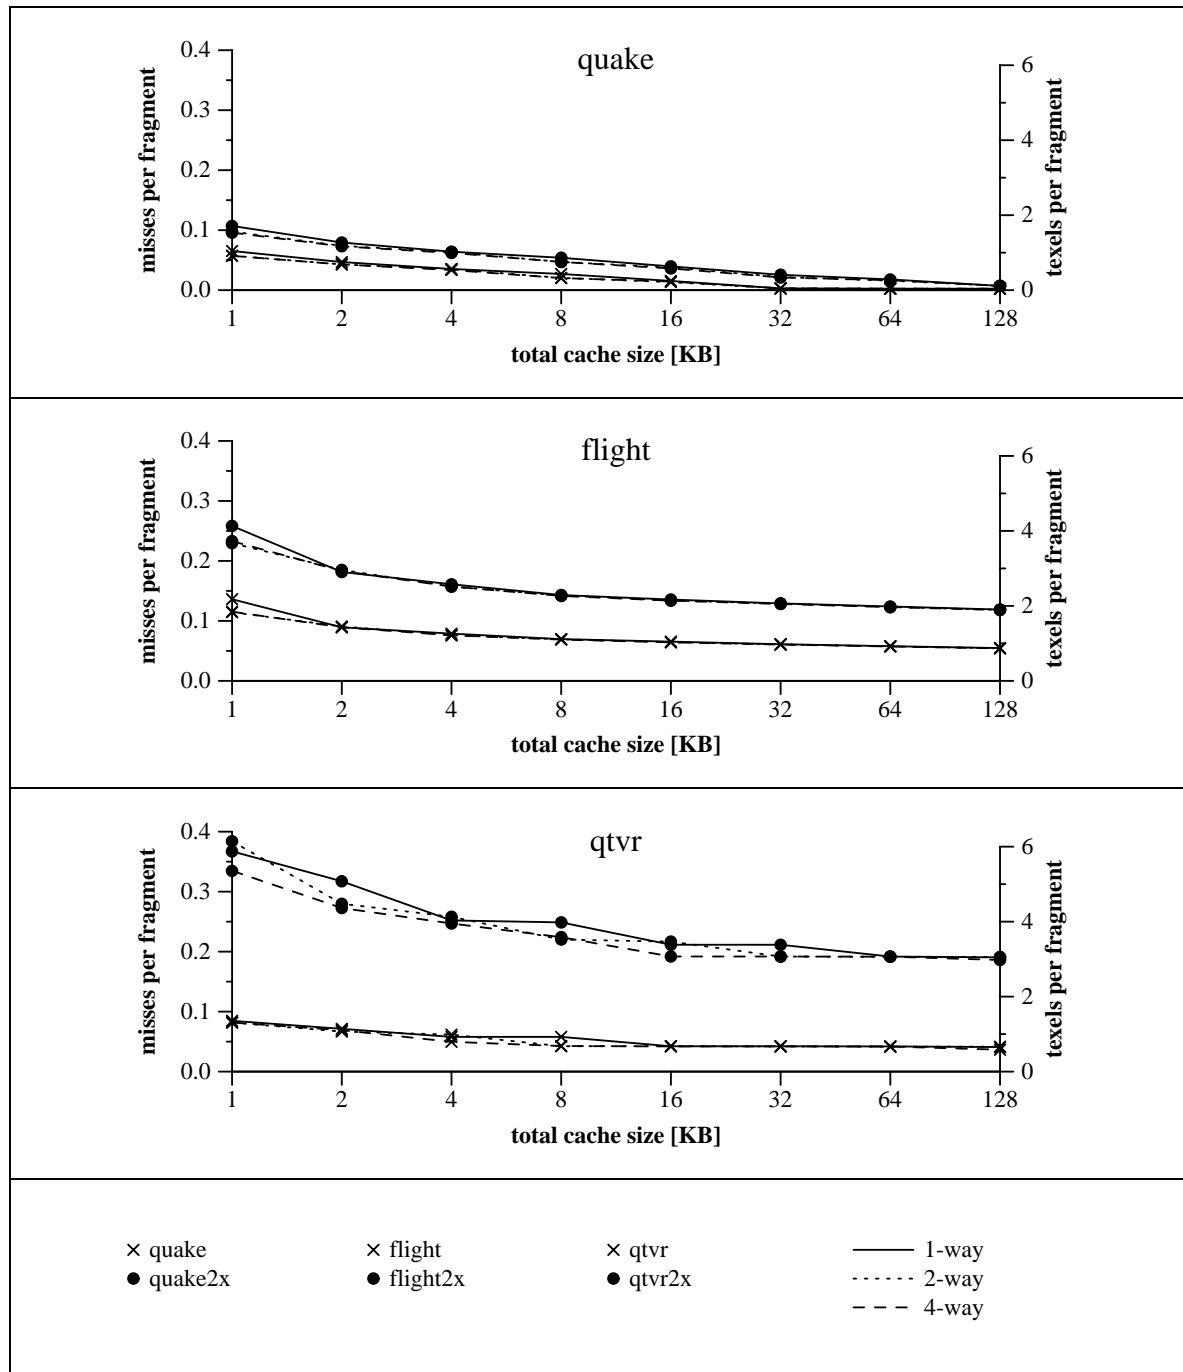 quake
0.4
0.3
0.2
0.1
0.0
misses per fragment
6
4
2
0
texels per fragment
1 2 4 8 16 32 64 128
total cache size [KB]
flight
0.4
0.3
0.2
0.1
0.0
misses per fragment
6
4
2
0
texels per fragment
1 2 4 8 16 32 64 128
total cache size [KB]
qtvr
0.4
0.3
0.2
0.1
0.0
misses per fragment
6
4
2
0
texels per fragment
1 2 4 8 16 32 64 128
total cache size [KB]
quake flight qtvr 1-way
quake2x flight2x qtvr2x 2-way
4-way